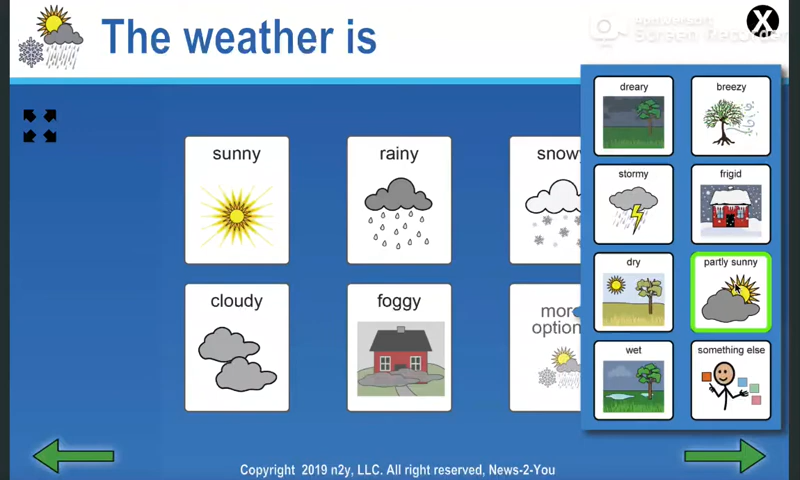 The weather is
X
sunny
rainy
snowy
cloudy
foggy
more
options
dreary
breezy
stormy
frigid
dry
partly sunny
wet
something else
Copyright 2019 n2y, LLC. All right reserved, News-2-You